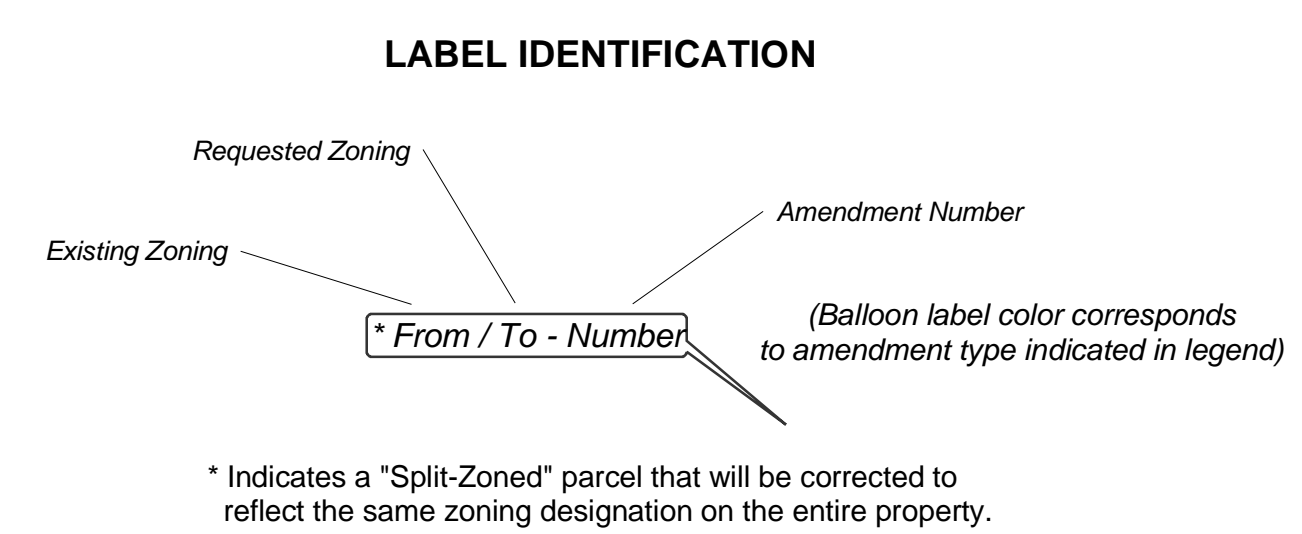 LABEL IDENTIFICATION
Requested Zoning
Amendment Number
Existing Zoning
* From / To - Number
(Balloon label color corresponds
to amendment type indicated in legend)
* Indicates a "Split-Zoned" parcel that will be corrected to
reflect the same zoning designation on the entire property.